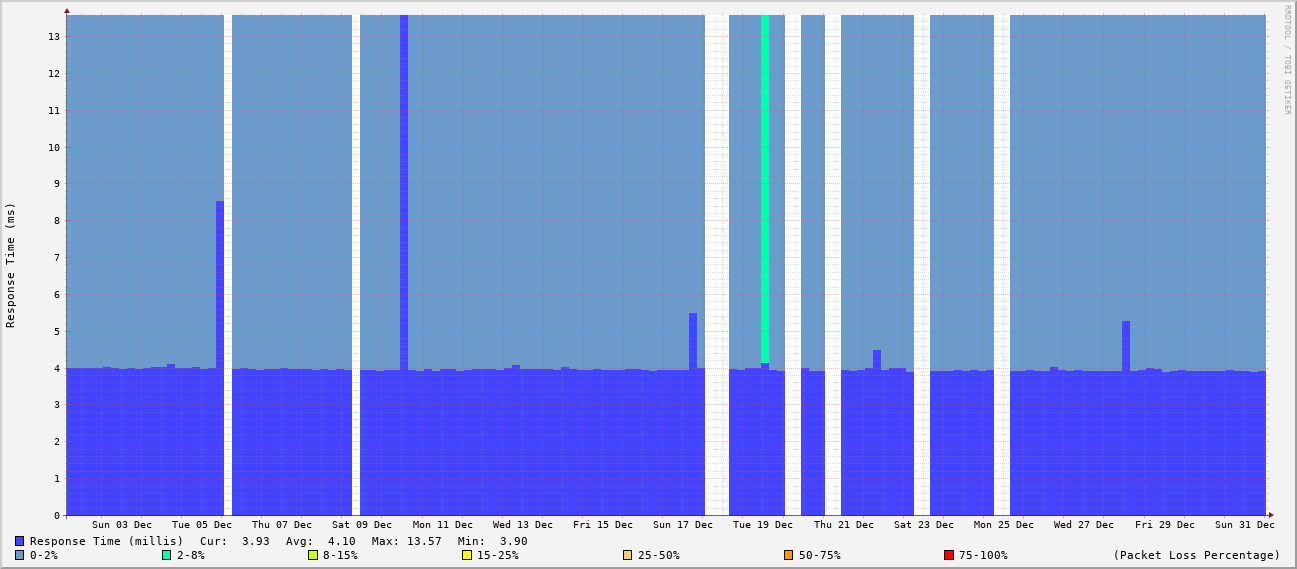 RRDTOOL / TOBI OETIKER
Response Time (ms)
13
12
11
10
9
8
7
6
5
4
3
2
1
0
Sun 03 Dec Tue 05 Dec Thu 07 Dec Sat 09 Dec Mon 11 Dec Wed 13 Dec Fri 15 Dec Sun 17 Dec Tue 19 Dec Thu 21 Dec Sat 23 Dec Mon 25 Dec Wed 27 Dec Fri 29 Dec Sun 31 Dec
Response Time (millis) Cur: 3.93 Avg: 4.10 Max: 13.57 Min: 3.90
0-2% 2-8% 8-15% 15-25% 25-50% 50-75% 75-100% (Packet Loss Percentage)